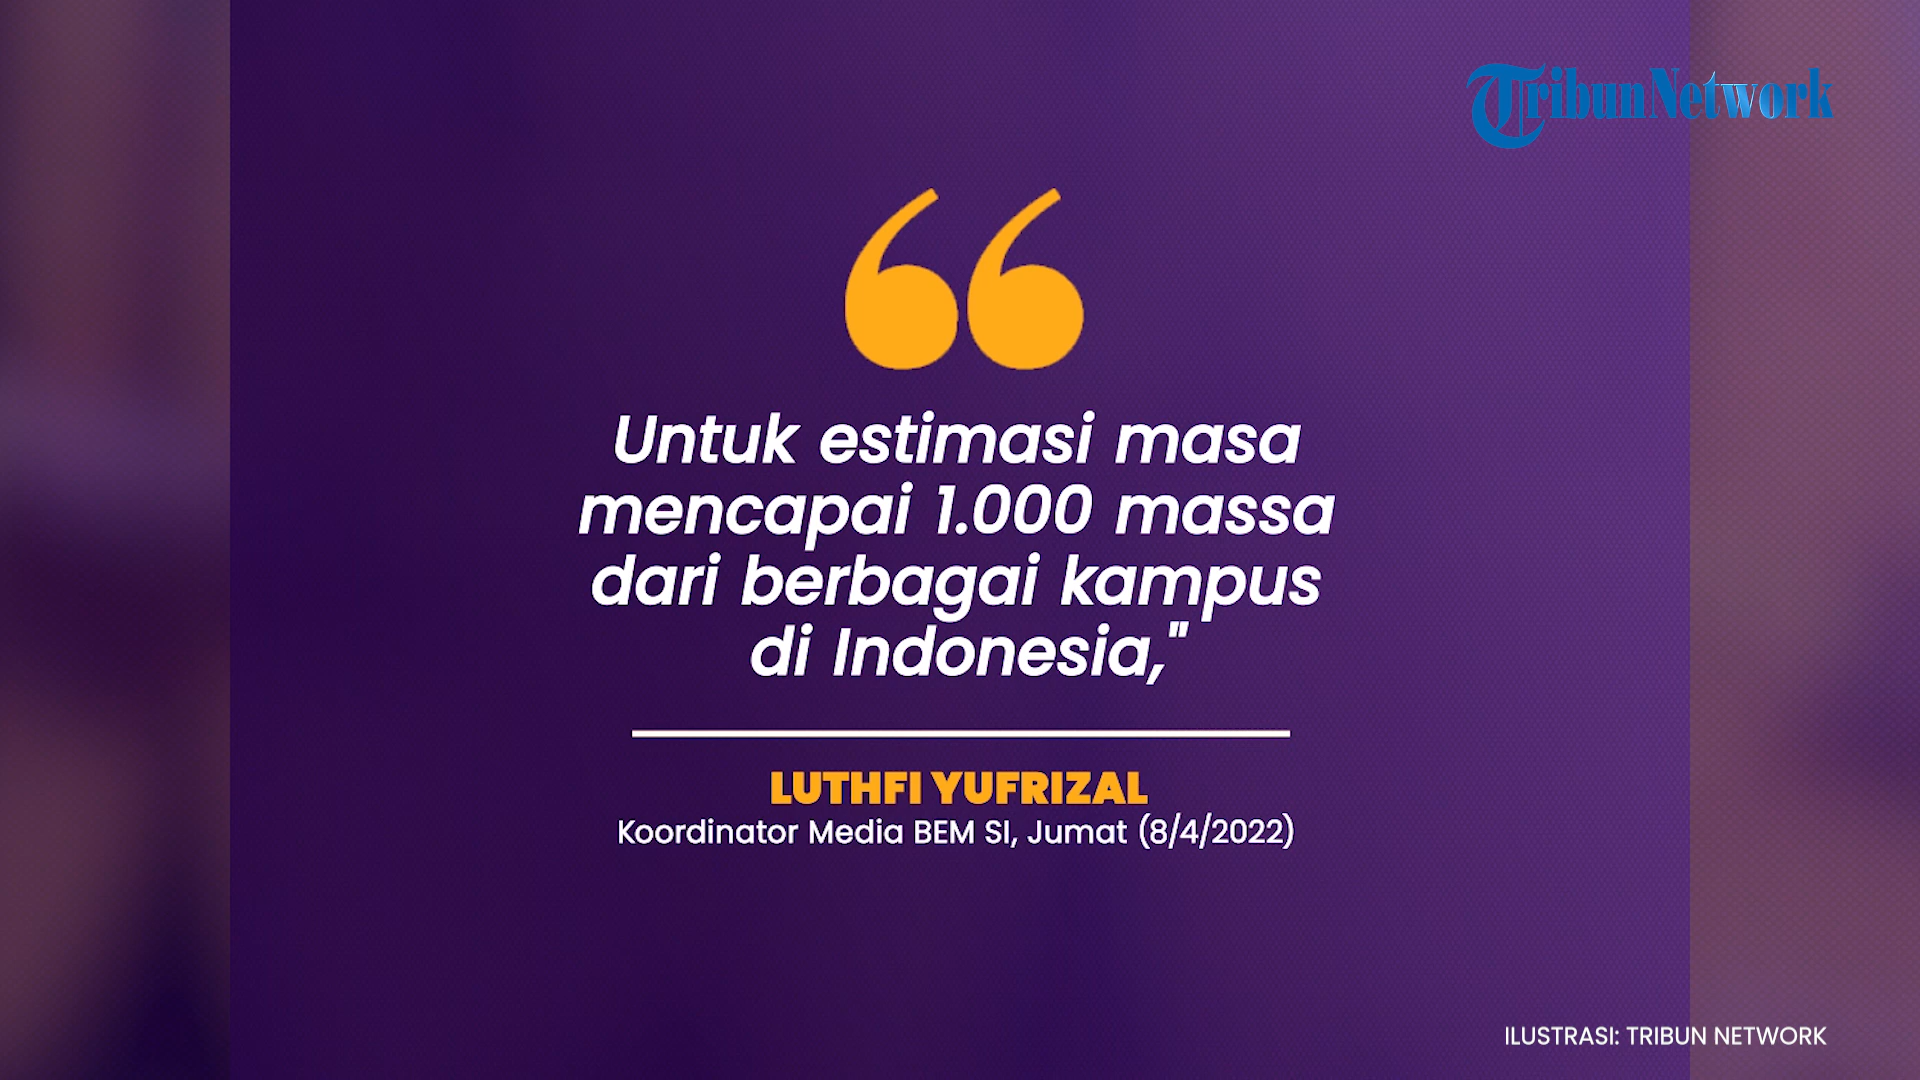 TribunNetwork
Untuk estimasi masa
mencapai 1.000 massa
dari berbagai kampus
di Indonesia,"
LUTHFI YUFRIZAL
Koordinator Media BEM SI, Jumat (8/4/2022)
ILUSTRASI: TRIBUN NETWORK